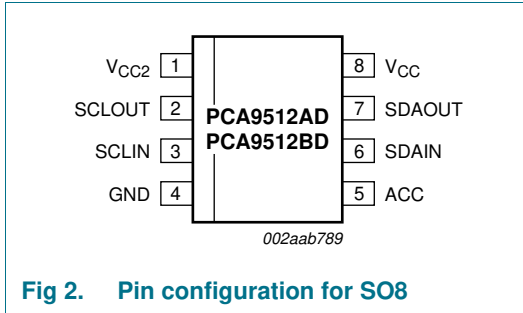 VCC2 1 8 VCC
SCLOUT 2 PCA9512AD 7 SDAOUT
SCLIN 3 PCA9512BD 6 SDAIN
GND 4 5 ACC
002aab789
Fig 2. Pin configuration for SO8